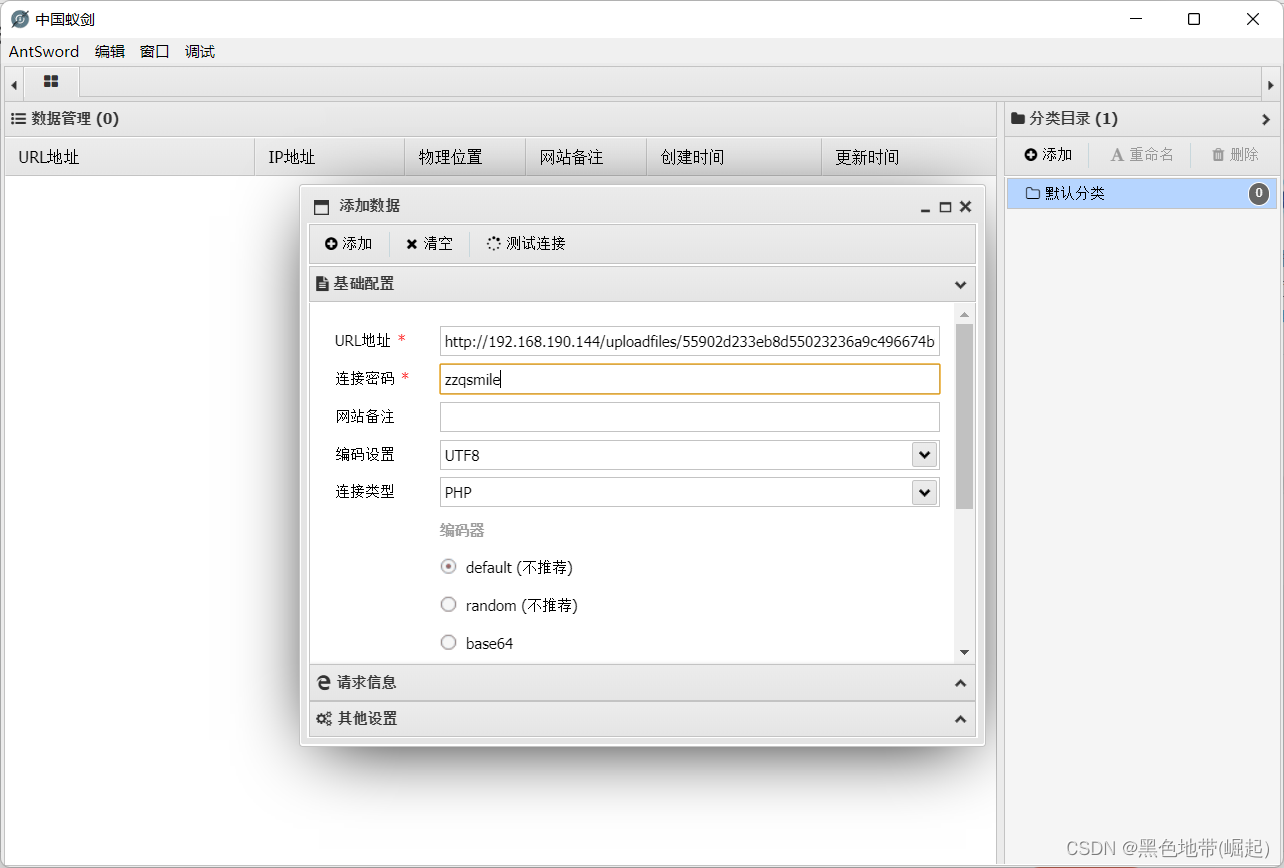 中国蚁剑
AntSword 编辑 窗口 调试
数据管理 (0)
URL地址 IP地址 物理位置 网站备注 创建时间 更新时间
分类目录 (1)
添加 重命名 删除
默认分类 0
添加数据
添加 清空 测试连接
基础配置
URL地址 * http://192.168.190.144/uploadfiles/55902d233eb8d55023236a9c496674b
连接密码 * zzqsmile
网站备注
编码设置 UTF8
连接类型 PHP
编码器
default (不推荐)
random (不推荐)
base64
请求信息
其他设置
CSDN @黑色地带(崛起)